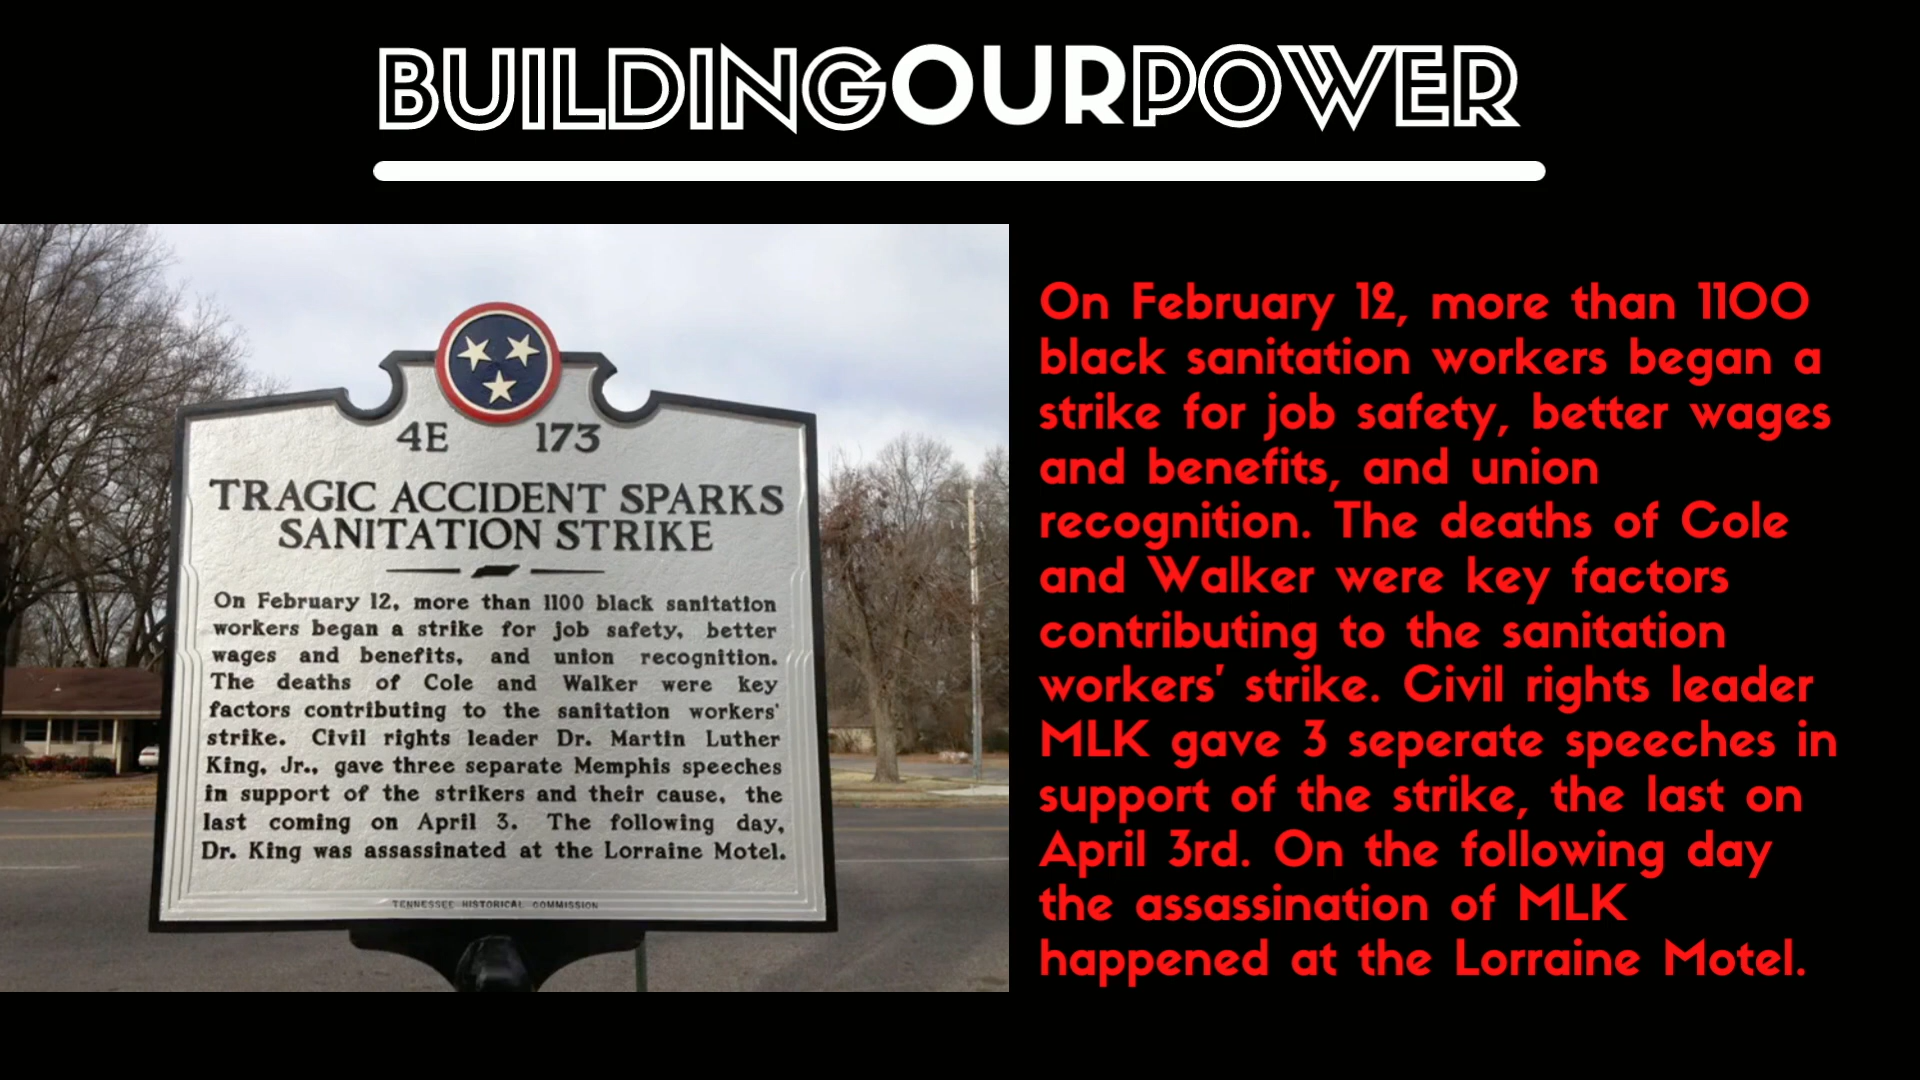 BUILDINGOURPOWER
4E 173
TRAGIC ACCIDENT SPARKS
SANITATION STRIKE
On February 12, more than 1100 black sanitation
workers began a strike for job safety, better
wages and benefits, and union recognition.
The deaths of Cole and Walker were key
factors contributing to the sanitation workers'
strike. Civil rights leader Dr. Martin Luther
King, Jr., gave three separate Memphis speeches
in support of the strikers and their cause, the
last coming on April 3. The following day,
Dr. King was assassinated at the Lorraine Motel.
TENNESSEE HISTORICAL COMMISSION
On February 12, more than 1100
black sanitation workers began a
strike for job safety, better wages
and benefits, and union
recognition. The deaths of Cole
and Walker were key factors
contributing to the sanitation
workers' strike. Civil rights leader
MLK gave 3 seperate speeches in
support of the strike, the last on
April 3rd. On the following day
the assassination of MLK
happened at the Lorraine Motel.